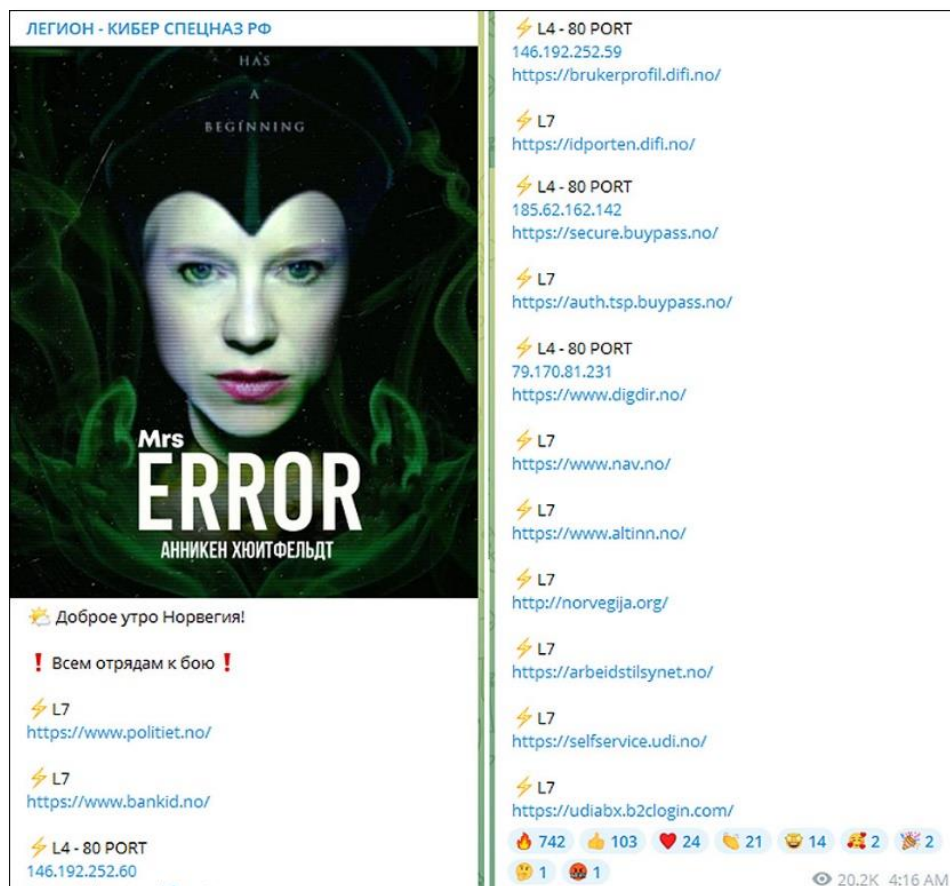 ЛЕГИОН - КИБЕР СПЕЦНАЗ РФ
HAS
A
BEGINNING
Mrs
ERROR
АННИКЕН ХЮИТФЕЛЬДТ
🌤 Доброе утро Норвегия!
❗ Всем отрядам к бою ❗
⚡ L7
https://www.politiet.no/
⚡ L7
https://www.bankid.no/
⚡ L4 - 80 PORT
146.192.252.60
⚡ L4 - 80 PORT
146.192.252.59
https://brukerprofil.difi.no/
⚡ L7
https://idporten.difi.no/
⚡ L4 - 80 PORT
185.62.162.142
https://secure.buypass.no/
⚡ L7
https://auth.tsp.buypass.no/
⚡ L4 - 80 PORT
79.170.81.231
https://www.digdir.no/
⚡ L7
https://www.nav.no/
⚡ L7
https://www.altinn.no/
⚡ L7
http://norvegija.org/
⚡ L7
https://arbeidstilsynet.no/
⚡ L7
https://selfservice.udi.no/
⚡ L7
https://udiabx.b2clogin.com/
🔥 742 👍 103 ❤ 24 👏 21 🤩 14 🥰 2 🎉 2
🤔 1 🤬 1
20.2K 4:16 AM